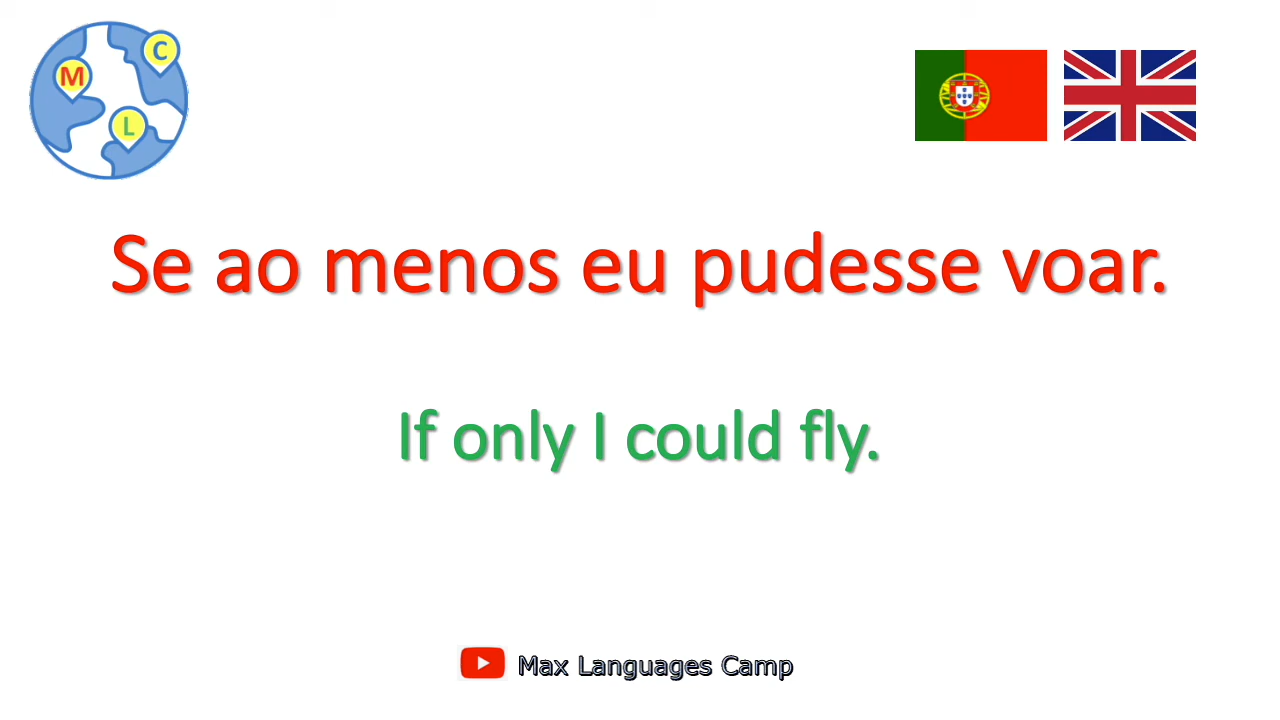 C
M
L
Se ao menos eu pudesse voar.
If only I could fly.
Max Languages Camp